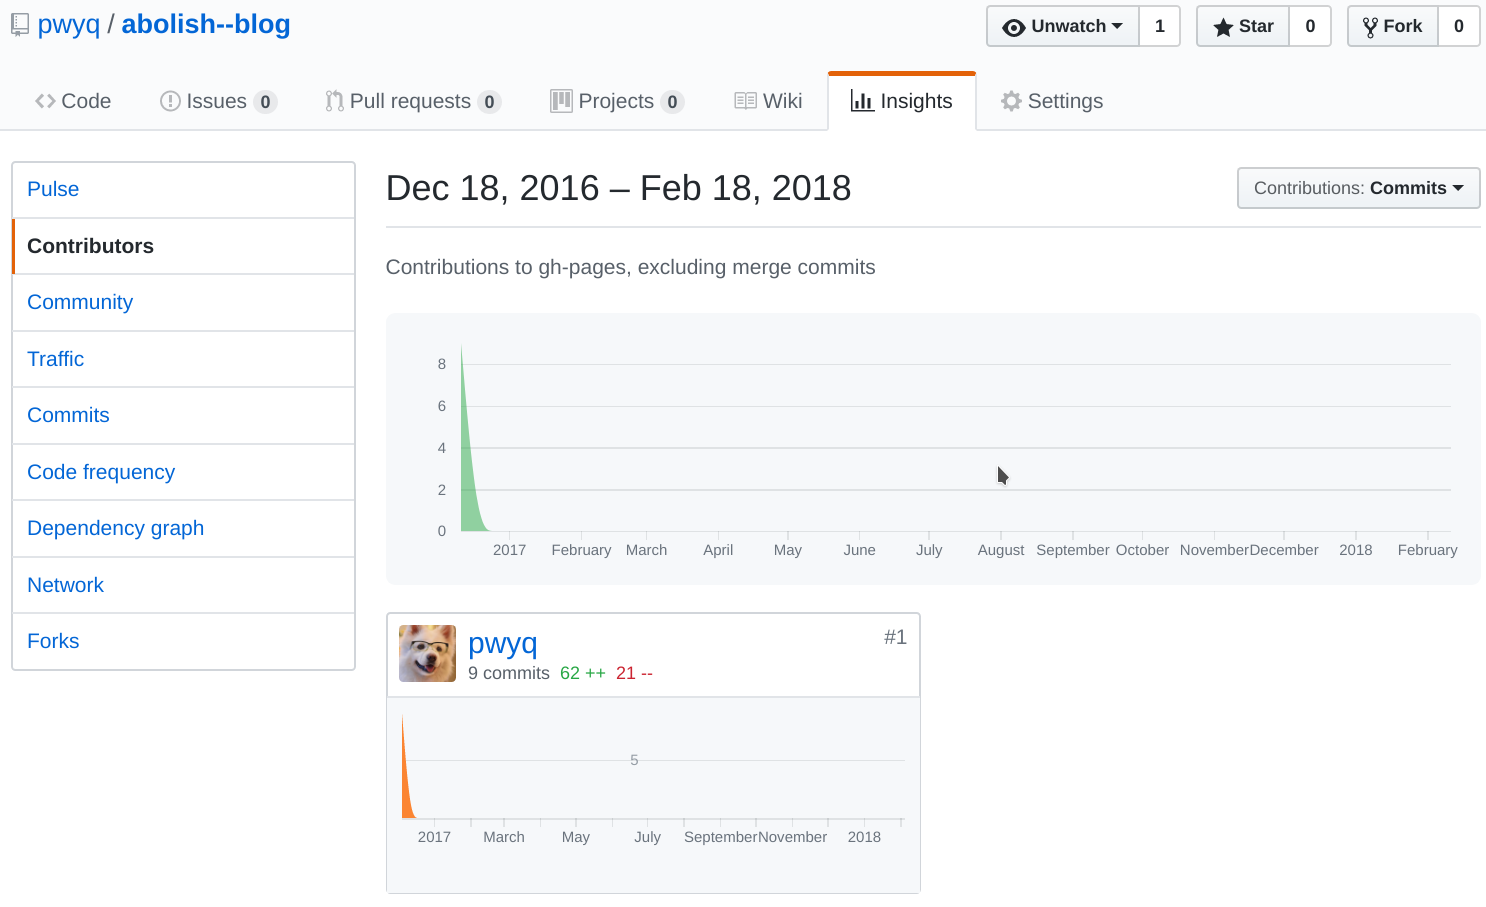 pwyq / abolish--blog
Unwatch 1 Star 0 Fork 0
Code Issues 0 Pull requests 0 Projects 0 Wiki Insights Settings
Pulse
Contributors
Community
Traffic
Commits
Code frequency
Dependency graph
Network
Forks
Dec 18, 2016 – Feb 18, 2018
Contributions: Commits
Contributions to gh-pages, excluding merge commits
8
6
4
2
0
2017 February March April May June July August September October November December 2018 February
pwyq
#1
9 commits 62 ++ 21 --
5
2017 March May July September November 2018